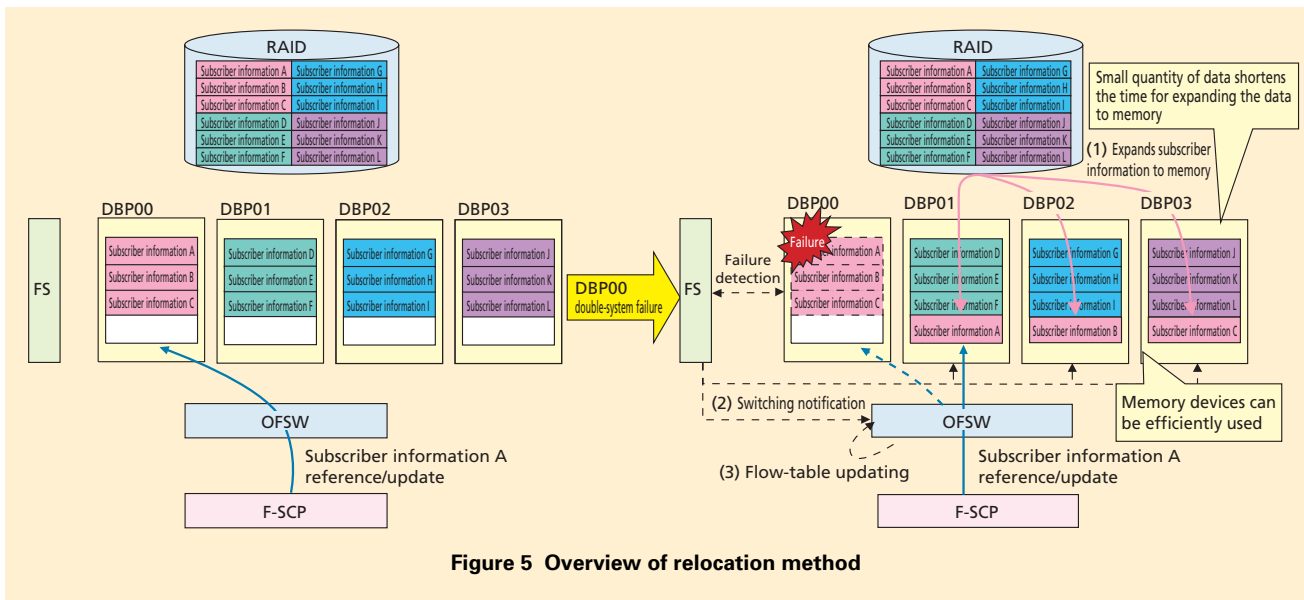 RAID
Subscriber information A
Subscriber information G
Subscriber information B
Subscriber information H
Subscriber information C
Subscriber information I
Subscriber information D
Subscriber information J
Subscriber information E
Subscriber information K
Subscriber information F
Subscriber information L
FS
DBP00
Subscriber information A
Subscriber information B
Subscriber information C
DBP01
Subscriber information D
Subscriber information E
Subscriber information F
DBP02
Subscriber information G
Subscriber information H
Subscriber information I
DBP03
Subscriber information J
Subscriber information K
Subscriber information L
OFSW
Subscriber information A
reference/update
F-SCP
DBP00
double-system failure
RAID
Subscriber information A
Subscriber information G
Subscriber information B
Subscriber information H
Subscriber information C
Subscriber information I
Subscriber information D
Subscriber information J
Subscriber information E
Subscriber information K
Subscriber information F
Subscriber information L
Small quantity of data shortens
the time for expanding the data
to memory
(1) Expands subscriber
information to memory
FS
Failure
detection
DBP00
Failure
Subscriber information A
Subscriber information B
Subscriber information C
DBP01
Subscriber information D
Subscriber information E
Subscriber information F
Subscriber information A
DBP02
Subscriber information G
Subscriber information H
Subscriber information I
Subscriber information B
DBP03
Subscriber information J
Subscriber information K
Subscriber information L
Subscriber information C
Memory devices can
be efficiently used
(2) Switching notification
OFSW
(3) Flow-table updating
Subscriber information A
reference/update
F-SCP
Figure 5 Overview of relocation method